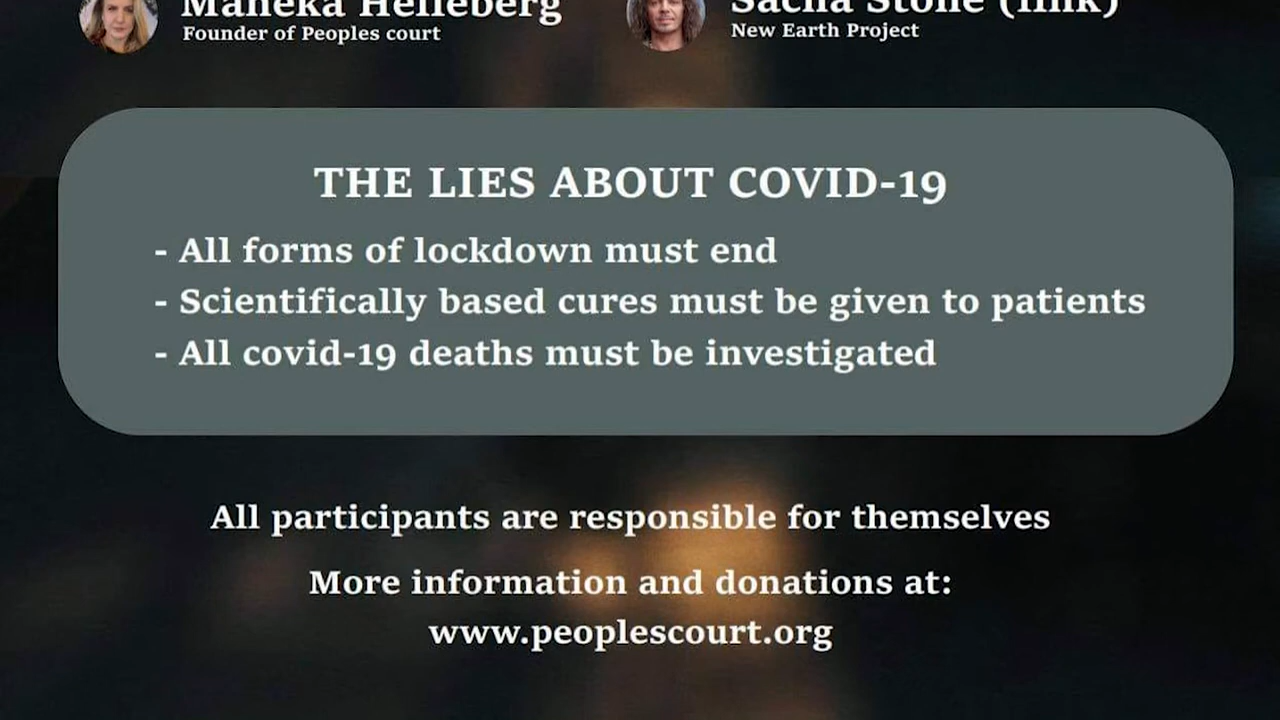 Maneka Helleberg
Founder of Peoples court
Sacha Stone (link)
New Earth Project
THE LIES ABOUT COVID-19
- All forms of lockdown must end
- Scientifically based cures must be given to patients
- All covid-19 deaths must be investigated
All participants are responsible for themselves
More information and donations at:
www.peoplescourt.org